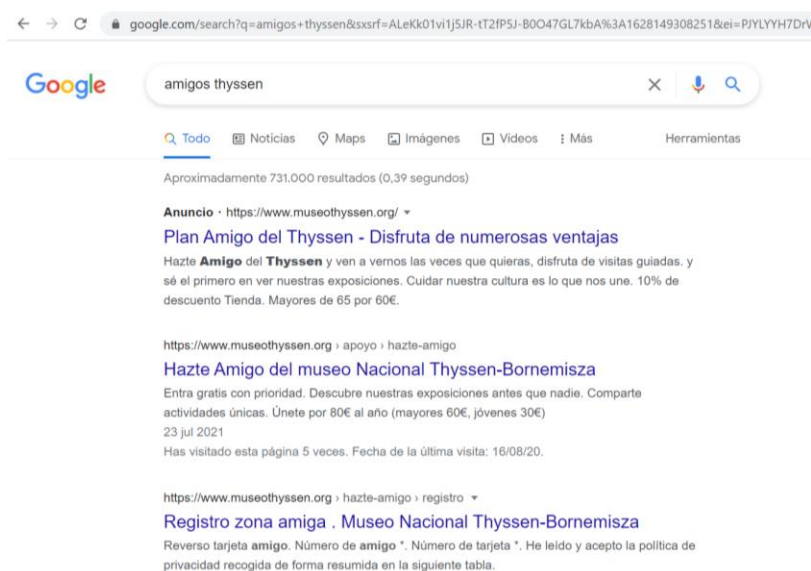 google.com/search?q=amigos+thyssen&sxsrf=ALeKk01vi1j5JR-tT2fP5J-B0O47GL7kbA%3A1628149308251&ei=PJYLYYH7DrV
Google
amigos thyssen
Todo Noticias Maps Imágenes Vídeos Más Herramientas
Aproximadamente 731.000 resultados (0,39 segundos)
Anuncio · https://www.museothyssen.org/
Plan Amigo del Thyssen - Disfruta de numerosas ventajas
Hazte Amigo del Thyssen y ven a vernos las veces que quieras, disfruta de visitas guiadas. y
sé el primero en ver nuestras exposiciones. Cuidar nuestra cultura es lo que nos une. 10% de
descuento Tienda. Mayores de 65 por 60€.
https://www.museothyssen.org › apoyo › hazte-amigo
Hazte Amigo del museo Nacional Thyssen-Bornemisza
Entra gratis con prioridad. Descubre nuestras exposiciones antes que nadie. Comparte
actividades únicas. Únete por 80€ al año (mayores 60€, jóvenes 30€)
23 jul 2021
Has visitado esta página 5 veces. Fecha de la última visita: 16/08/20.
https://www.museothyssen.org › hazte-amigo › registro
Registro zona amiga . Museo Nacional Thyssen-Bornemisza
Reverso tarjeta amigo. Número de amigo *. Número de tarjeta *. He leído y acepto la política de
privacidad recogida de forma resumida en la siguiente tabla.